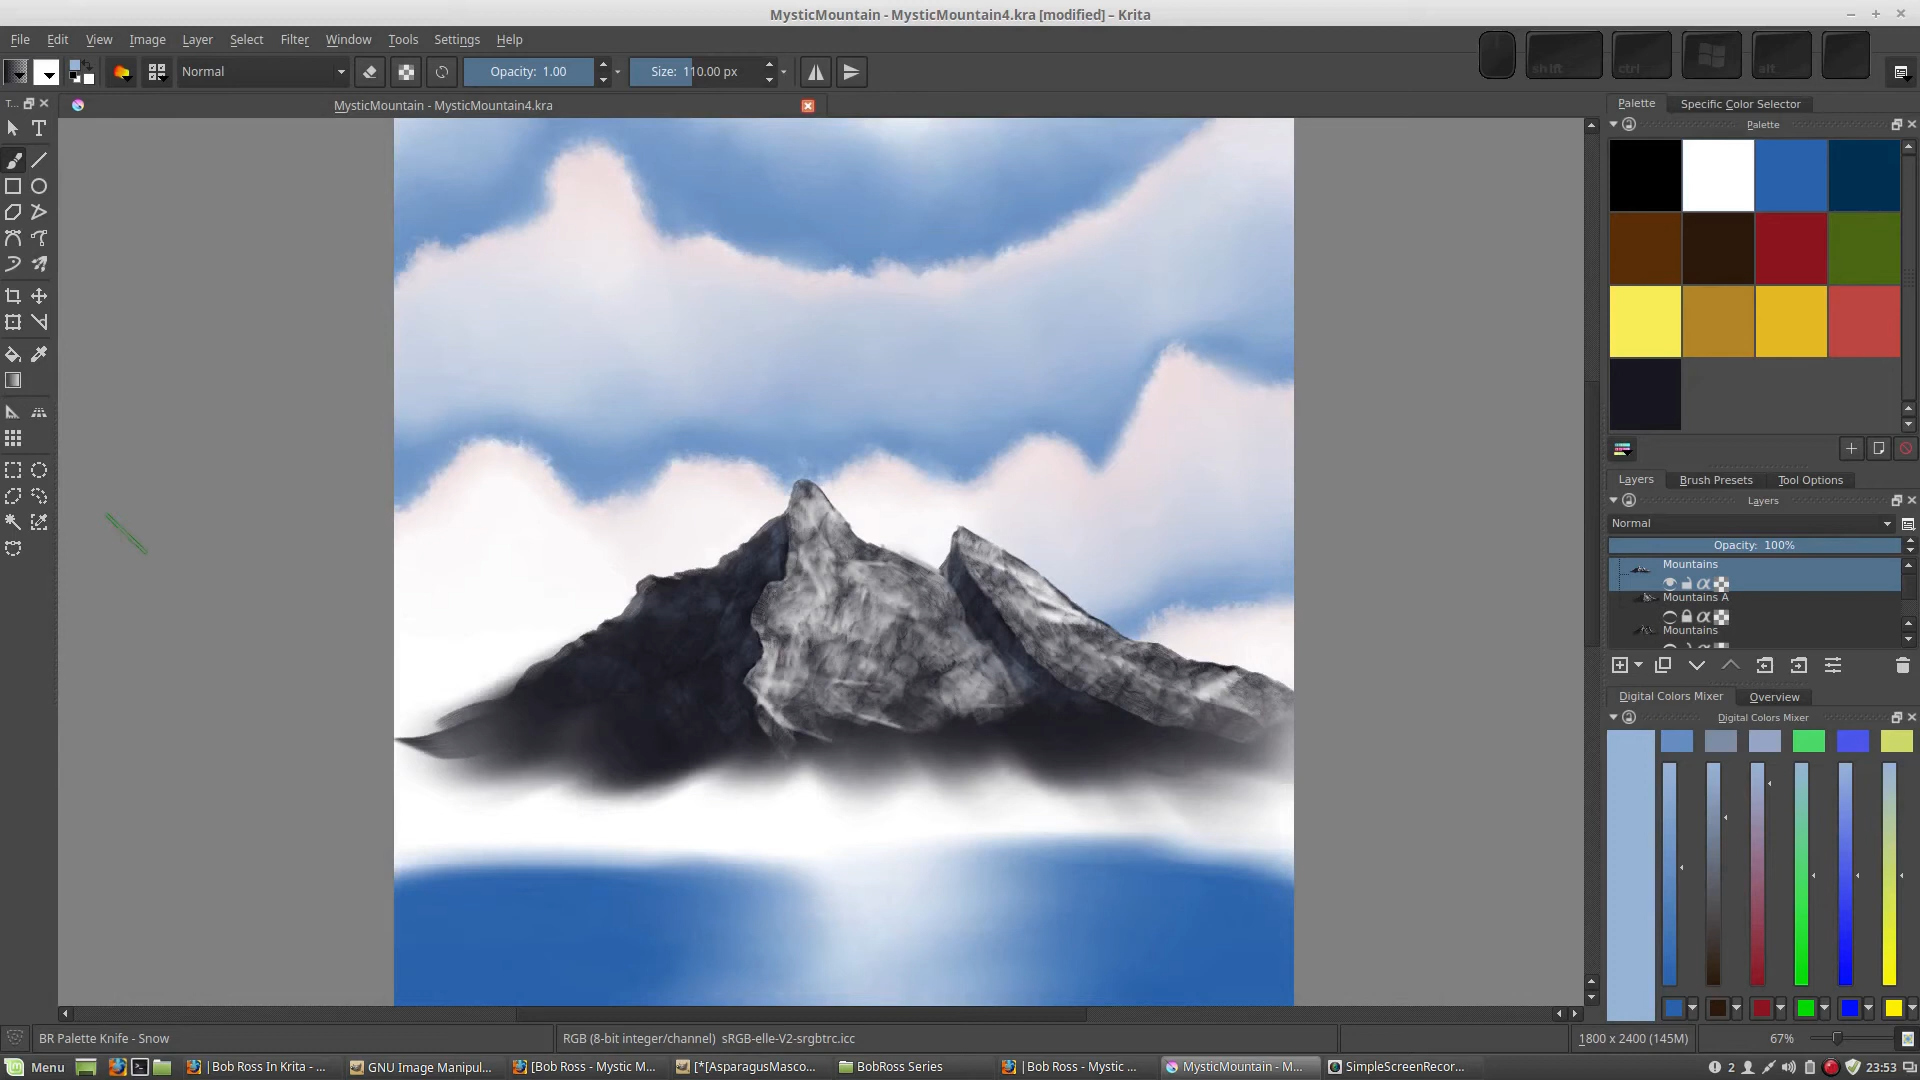 MysticMountain - MysticMountain4.kra [modified] – Krita
File Edit View Image Layer Select Filter Window Tools Settings Help
shift ctrl alt
Normal Opacity: 1.00 Size: 110.00 px
T... MysticMountain - MysticMountain4.kra
Palette Specific Color Selector
Palette
Layers Brush Presets Tool Options
Layers
Normal
Opacity: 100%
Mountains
Mountains A
Mountains
Digital Colors Mixer Overview
Digital Colors Mixer
BR Palette Knife - Snow RGB (8-bit integer/channel) sRGB-elle-V2-srgbtrc.icc 1800 x 2400 (145M) 67%
Menu |Bob Ross In Krita - ... GNU Image Manipul... [Bob Ross - Mystic M... [*[AsparagusMasco... BobRoss Series |Bob Ross - Mystic ... MysticMountain - M... SimpleScreenRecor... 2 23:53